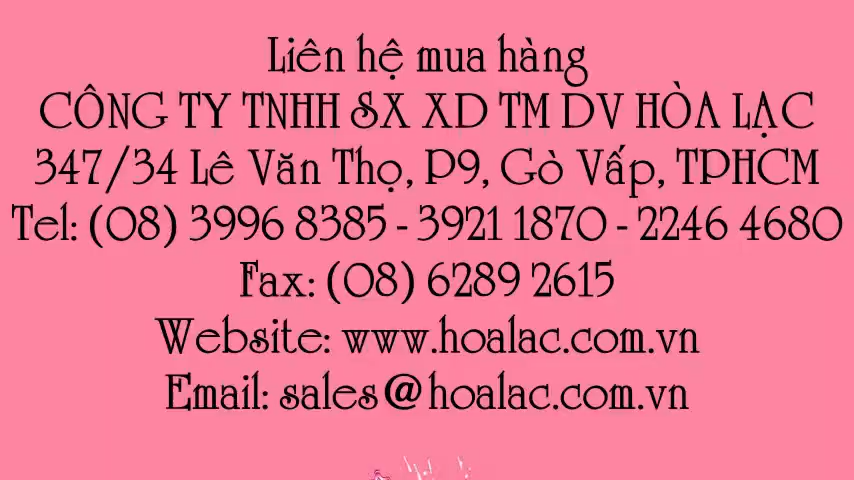 Liên hệ mua hàng
CÔNG TY TNHH SX XD TM DV HÒA LẠC
347/34 Lê Văn Thọ, P9, Gò Vấp, TPHCM
Tel: (08) 3996 8385 - 3921 1870 - 2246 4680
Fax: (08) 6289 2615
Website: www.hoalac.com.vn
Email: sales@hoalac.com.vn